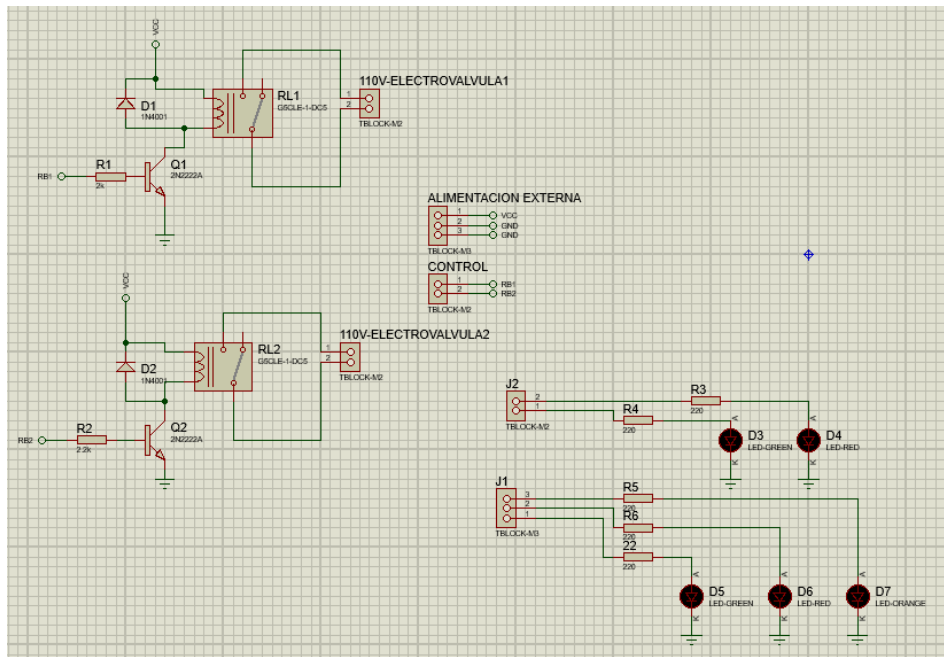 VCC
110V-ELECTROVALVULA1
D1
1N4001
RL1
G5CLE-1-DC5
1
2
TBLOCK-M2
RB1
R1
2k
Q1
2N2222A
ALIMENTACION EXTERNA
1
2
3
VCC
GND
GND
TBLOCK-M3
CONTROL
1
2
RB1
RB2
TBLOCK-M2
VCC
110V-ELECTROVALVULA2
D2
1N4001
RL2
G5CLE-1-DC5
1
2
TBLOCK-M2
RB2
R2
2.2k
Q2
2N2222A
J2
2
1
TBLOCK-M2
R3
220
R4
220
A
A
D3
LED-GREEN
D4
LED-RED
K
K
J1
3
2
1
TBLOCK-M3
R5
220
R6
220
22
220
A
A
A
D5
LED-GREEN
D6
LED-RED
D7
LED-ORANGE
K
K
K